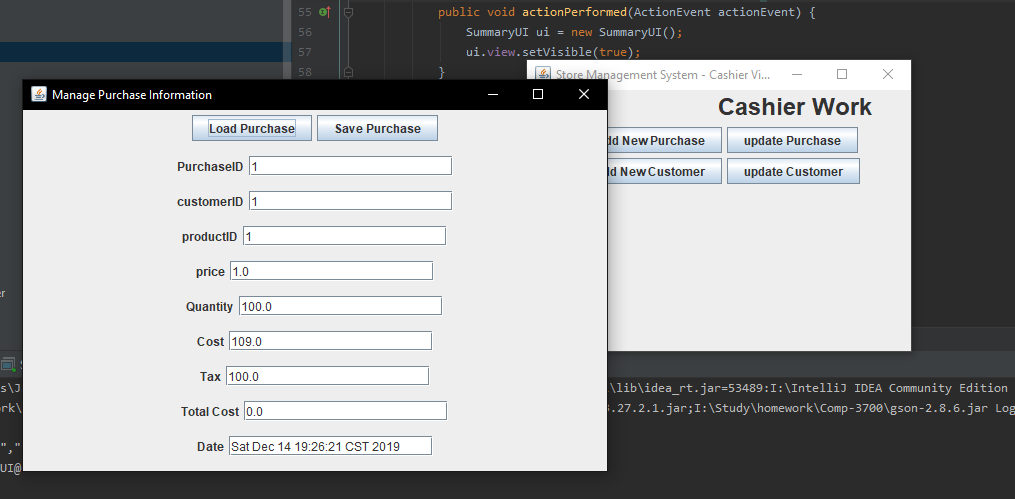 55 public void actionPerformed(ActionEvent actionEvent) {
56 SummaryUI ui = new SummaryUI();
57 ui.view.setVisible(true);
58 }
Store Management System - Cashier Vi...
Cashier Work
dd New Purchase update Purchase
dd New Customer update Customer
Manage Purchase Information
Load Purchase Save Purchase
PurchaseID 1
customerID 1
productID 1
price 1.0
Quantity 100.0
Cost 109.0
Tax 100.0
Total Cost 0.0
Date Sat Dec 14 19:26:21 CST 2019
er
s\J \lib\idea_rt.jar=53489:I:\IntelliJ IDEA Community Edition
rk\ .27.2.1.jar;I:\Study\homework\Comp-3700\gson-2.8.6.jar Log
","
UI@